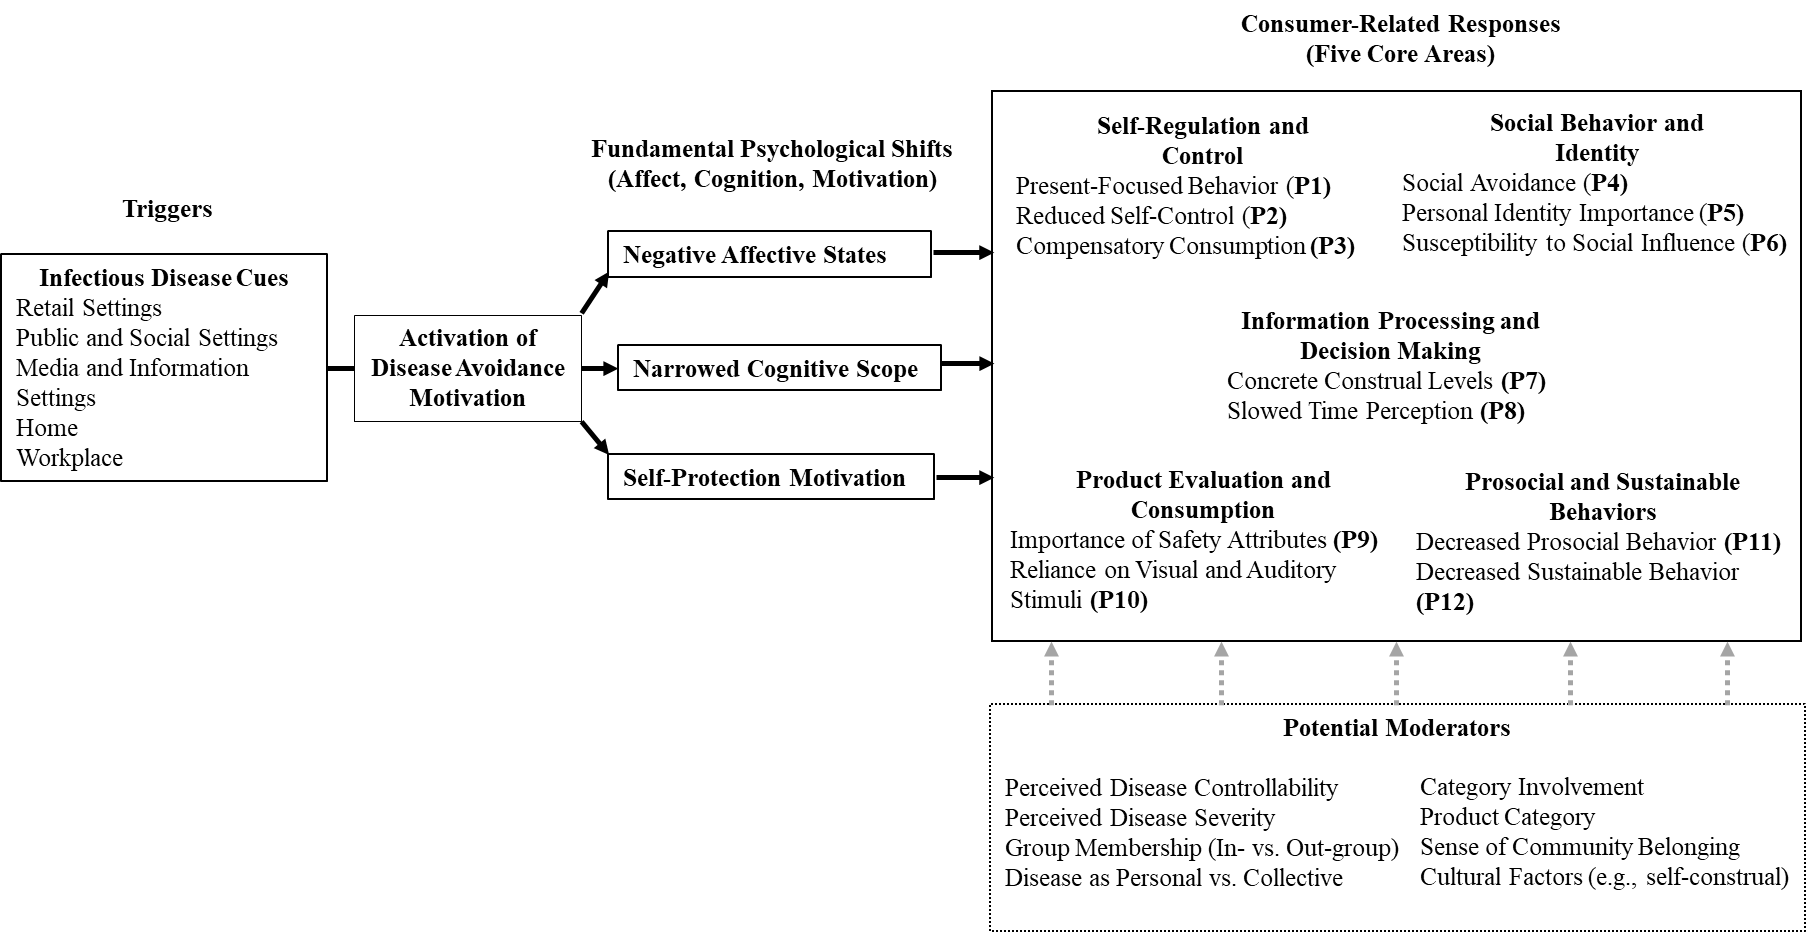 Triggers
Infectious Disease Cues
Retail Settings
Public and Social Settings
Media and Information
Settings
Home
Workplace
Activation of
Disease Avoidance
Motivation
Fundamental Psychological Shifts
(Affect, Cognition, Motivation)
Negative Affective States
Narrowed Cognitive Scope
Self-Protection Motivation
Consumer-Related Responses
(Five Core Areas)
Self-Regulation and
Control
Present-Focused Behavior (P1)
Reduced Self-Control (P2)
Compensatory Consumption (P3)
Social Behavior and
Identity
Social Avoidance (P4)
Personal Identity Importance (P5)
Susceptibility to Social Influence (P6)
Information Processing and
Decision Making
Concrete Construal Levels (P7)
Slowed Time Perception (P8)
Product Evaluation and
Consumption
Importance of Safety Attributes (P9)
Reliance on Visual and Auditory
Stimuli (P10)
Prosocial and Sustainable
Behaviors
Decreased Prosocial Behavior (P11)
Decreased Sustainable Behavior
(P12)
Potential Moderators
Perceived Disease Controllability
Perceived Disease Severity
Group Membership (In- vs. Out-group)
Disease as Personal vs. Collective
Category Involvement
Product Category
Sense of Community Belonging
Cultural Factors (e.g., self-construal)